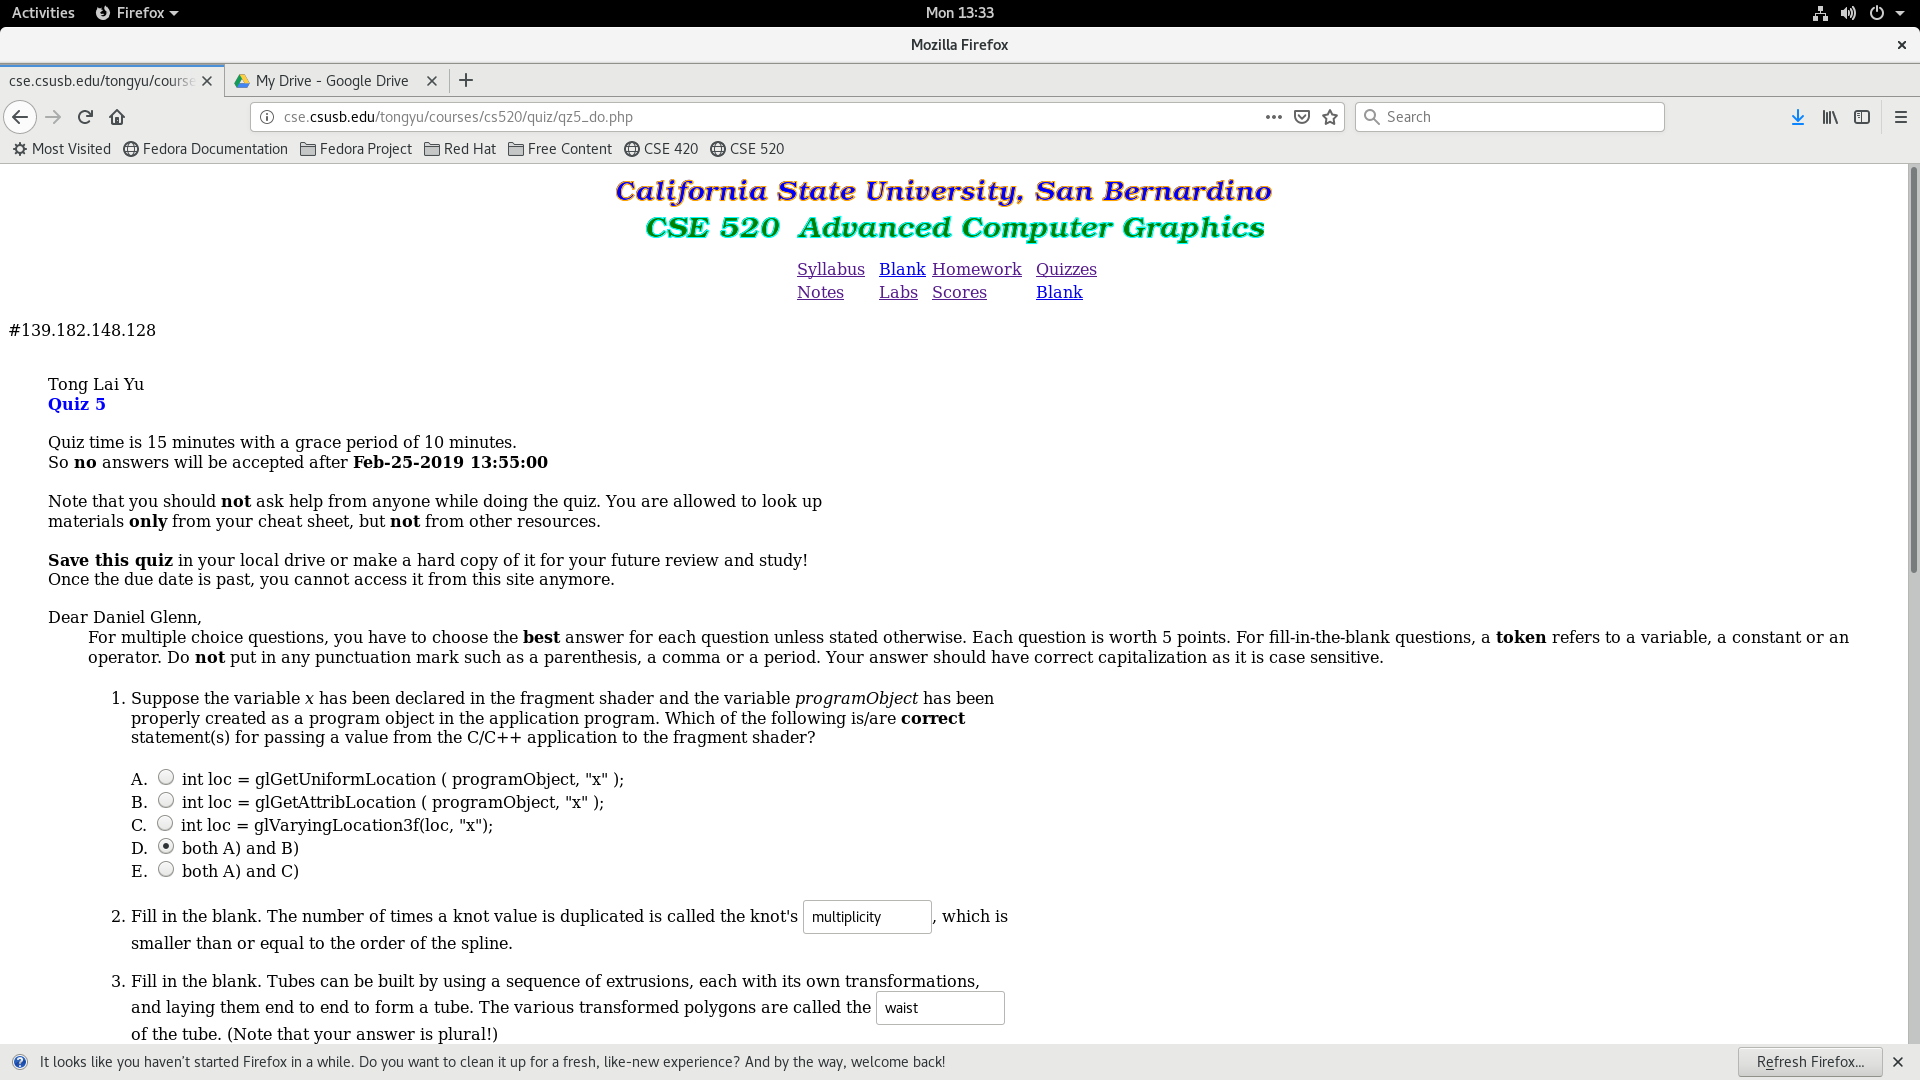 Activities Firefox Mon 13:33
Mozilla Firefox
cse.csusb.edu/tongyu/course My Drive - Google Drive
cse.csusb.edu/tongyu/courses/cs520/quiz/qz5_do.php Search
Most Visited Fedora Documentation Fedora Project Red Hat Free Content CSE 420 CSE 520
California State University, San Bernardino
CSE 520 Advanced Computer Graphics
Syllabus Blank Homework Quizzes
Notes Labs Scores Blank
#139.182.148.128
Tong Lai Yu
Quiz 5
Quiz time is 15 minutes with a grace period of 10 minutes.
So no answers will be accepted after Feb-25-2019 13:55:00
Note that you should not ask help from anyone while doing the quiz. You are allowed to look up
materials only from your cheat sheet, but not from other resources.
Save this quiz in your local drive or make a hard copy of it for your future review and study!
Once the due date is past, you cannot access it from this site anymore.
Dear Daniel Glenn,
For multiple choice questions, you have to choose the best answer for each question unless stated otherwise. Each question is worth 5 points. For fill-in-the-blank questions, a token refers to a variable, a constant or an
operator. Do not put in any punctuation mark such as a parenthesis, a comma or a period. Your answer should have correct capitalization as it is case sensitive.
1. Suppose the variable x has been declared in the fragment shader and the variable programObject has been
properly created as a program object in the application program. Which of the following is/are correct
statement(s) for passing a value from the C/C++ application to the fragment shader?
A. int loc = glGetUniformLocation ( programObject, "x" );
B. int loc = glGetAttribLocation ( programObject, "x" );
C. int loc = glVaryingLocation3f(loc, "x");
D. both A) and B)
E. both A) and C)
2. Fill in the blank. The number of times a knot value is duplicated is called the knot's multiplicity , which is
smaller than or equal to the order of the spline.
3. Fill in the blank. Tubes can be built by using a sequence of extrusions, each with its own transformations,
and laying them end to end to form a tube. The various transformed polygons are called the waist
of the tube. (Note that your answer is plural!)
It looks like you haven't started Firefox in a while. Do you want to clean it up for a fresh, like-new experience? And by the way, welcome back! Refresh Firefox...